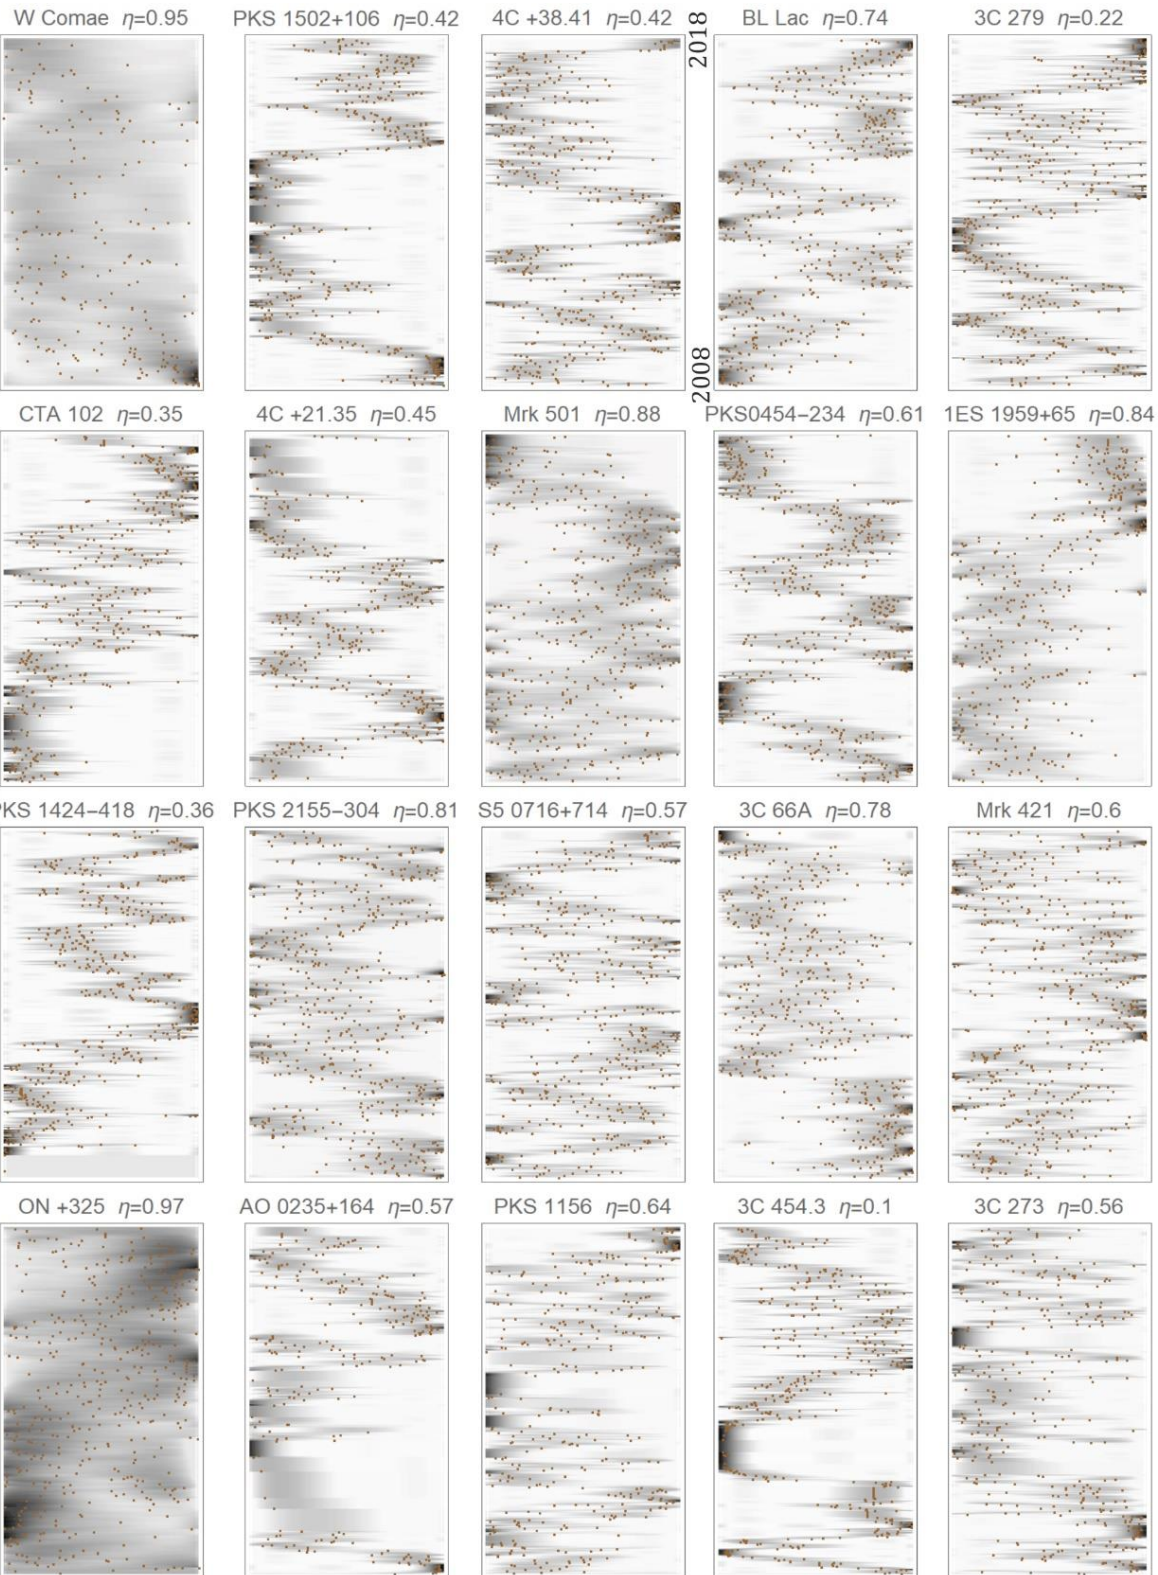 W Comae η=0.95 PKS 1502+106 η=0.42 4C +38.41 η=0.42 BL Lac η=0.74 3C 279 η=0.22
2018
2008
CTA 102 η=0.35 4C +21.35 η=0.45 Mrk 501 η=0.88 PKS0454−234 η=0.61 1ES 1959+65 η=0.84
PKS 1424−418 η=0.36 PKS 2155−304 η=0.81 S5 0716+714 η=0.57 3C 66A η=0.78 Mrk 421 η=0.6
ON +325 η=0.97 AO 0235+164 η=0.57 PKS 1156 η=0.64 3C 454.3 η=0.1 3C 273 η=0.56